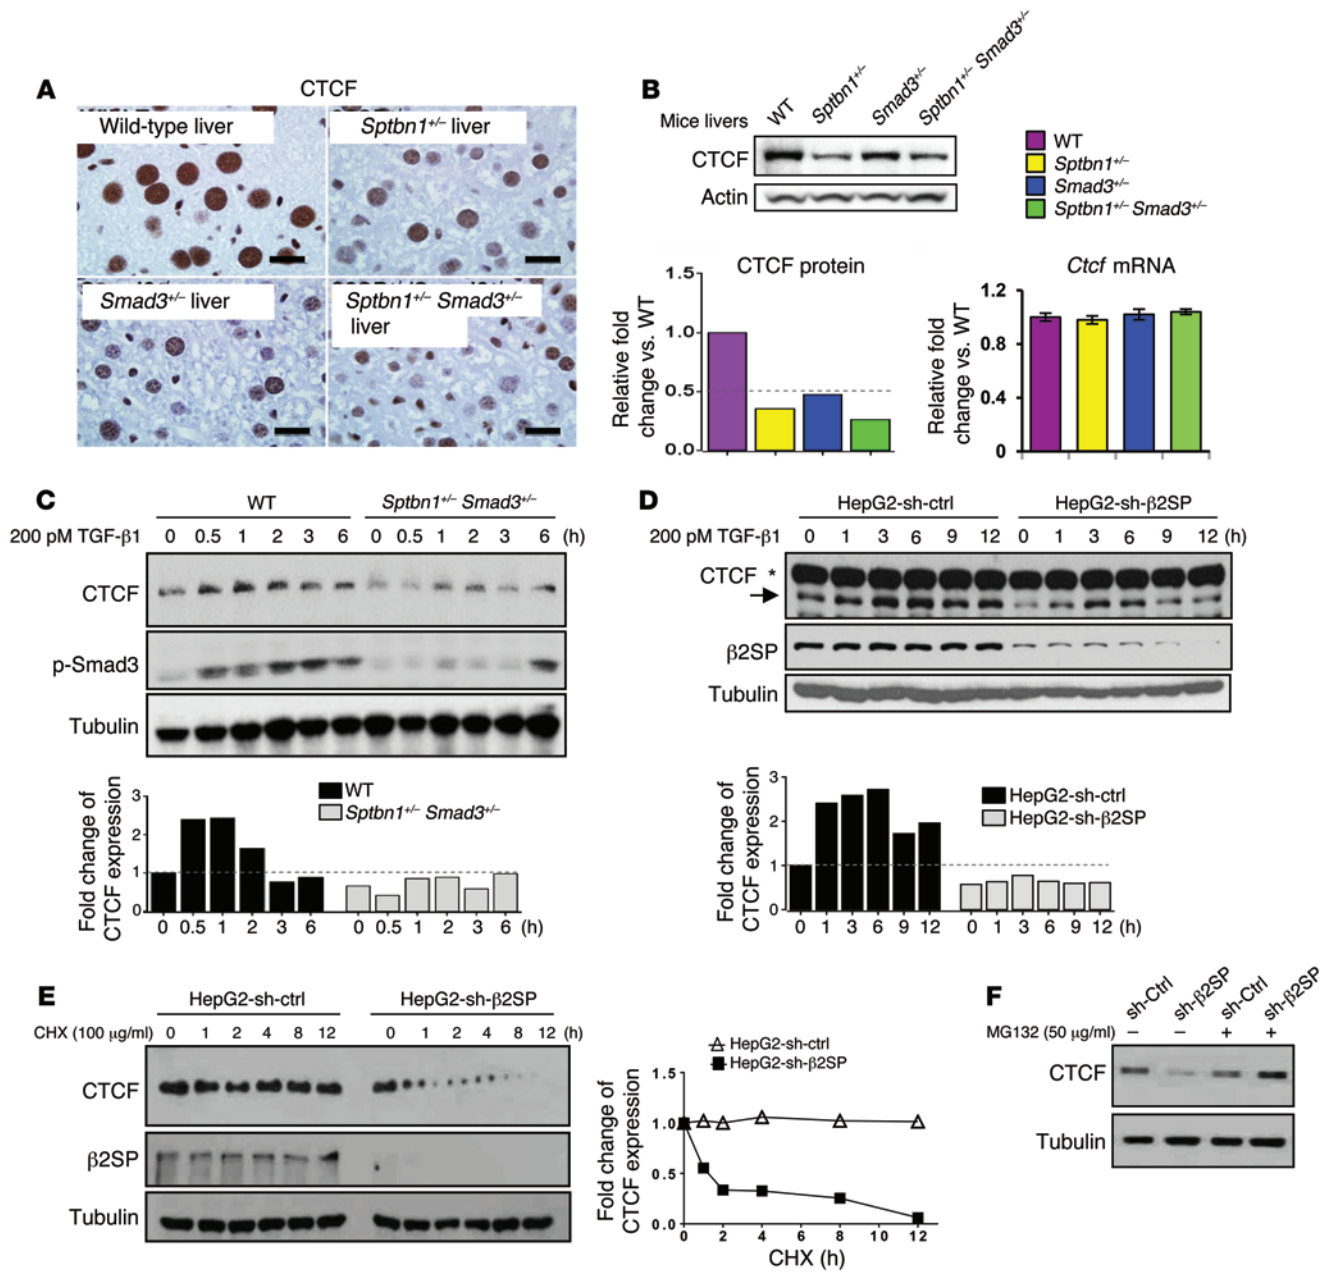 A
CTCF
Wild-type liver
Sptbn1+/– liver
Smad3+/– liver
Sptbn1+/– Smad3+/–
liver
B
Mice livers
WT
Sptbn1+/–
Smad3+/–
Sptbn1+/– Smad3+/–
CTCF
Actin
WT
Sptbn1+/–
Smad3+/–
Sptbn1+/– Smad3+/–
CTCF protein
Relative fold
change vs. WT
1.5
1.0
0.5
0.0
Ctcf mRNA
Relative fold
change vs. WT
1.2
0.8
0.4
0
C
WT
Sptbn1+/– Smad3+/–
200 pM TGF-β1 0 0.5 1 2 3 6 0 0.5 1 2 3 6 (h)
CTCF
p-Smad3
Tubulin
WT
Sptbn1+/– Smad3+/–
Fold change of
CTCF expression
3
2
1
0
0 0.5 1 2 3 6 0 0.5 1 2 3 6 (h)
D
HepG2-sh-ctrl
HepG2-sh-β2SP
200 pM TGF-β1 0 1 3 6 9 12 0 1 3 6 9 12 (h)
CTCF *
β2SP
Tubulin
HepG2-sh-ctrl
HepG2-sh-β2SP
Fold change of
CTCF expression
3
2
1
0
0 1 3 6 9 12 0 1 3 6 9 12 (h)
E
HepG2-sh-ctrl
HepG2-sh-β2SP
CHX (100 μg/ml) 0 1 2 4 8 12 0 1 2 4 8 12 (h)
CTCF
β2SP
Tubulin
HepG2-sh-ctrl
HepG2-sh-β2SP
Fold change of
CTCF expression
1.5
1.0
0.5
0.0
0 2 4 6 8 10 12
CHX (h)
F
sh-Ctrl
sh-β2SP
sh-Ctrl
sh-β2SP
MG132 (50 μg/ml) – – + +
CTCF
Tubulin